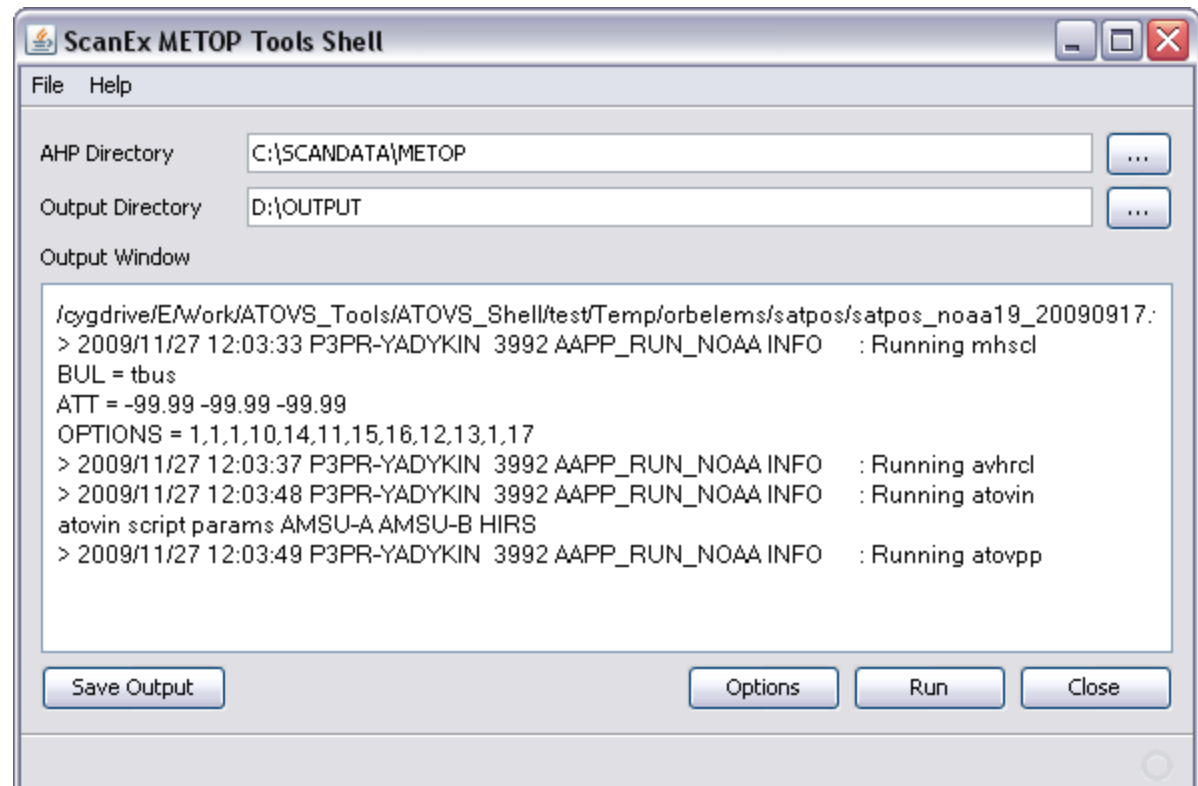 ScanEx METOP Tools Shell
File Help
AHP Directory C:\SCANDATA\METOP ...
Output Directory D:\OUTPUT ...
Output Window
/cygdrive/E/Work/ATOVS_Tools/ATOVS_Shell/test/Temp/orbelems/satpos/satpos_noaa19_20090917.
> 2009/11/27 12:03:33 P3PR-YADYKIN 3992 AAPP_RUN_NOAA INFO : Running mhscl
BUL = tbus
ATT = -99.99 -99.99 -99.99
OPTIONS = 1,1,1,10,14,11,15,16,12,13,1,17
> 2009/11/27 12:03:37 P3PR-YADYKIN 3992 AAPP_RUN_NOAA INFO : Running avhrcl
> 2009/11/27 12:03:48 P3PR-YADYKIN 3992 AAPP_RUN_NOAA INFO : Running atovin
atovin script params AMSU-A AMSU-B HIRS
> 2009/11/27 12:03:49 P3PR-YADYKIN 3992 AAPP_RUN_NOAA INFO : Running atovpp
Save Output Options Run Close